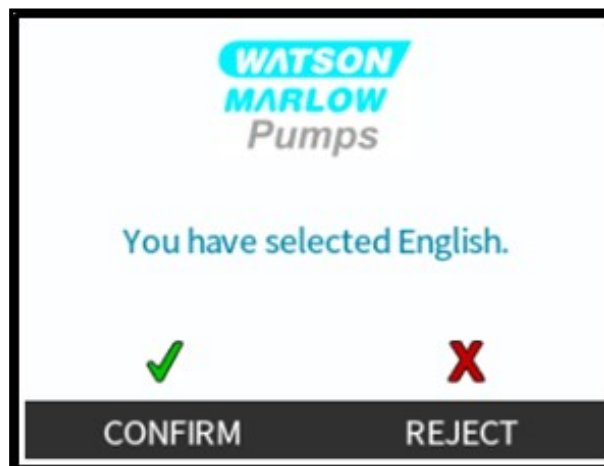 WATSON
MARLOW
Pumps
You have selected English.
CONFIRM REJECT